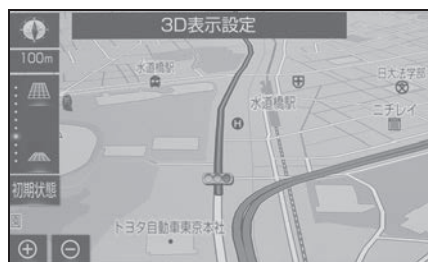 3D表示設定
100m
水道橋駅
水道橋駅
日大法学部
ニチレイ
H
初期状態
園
トヨタ自動車東京本社